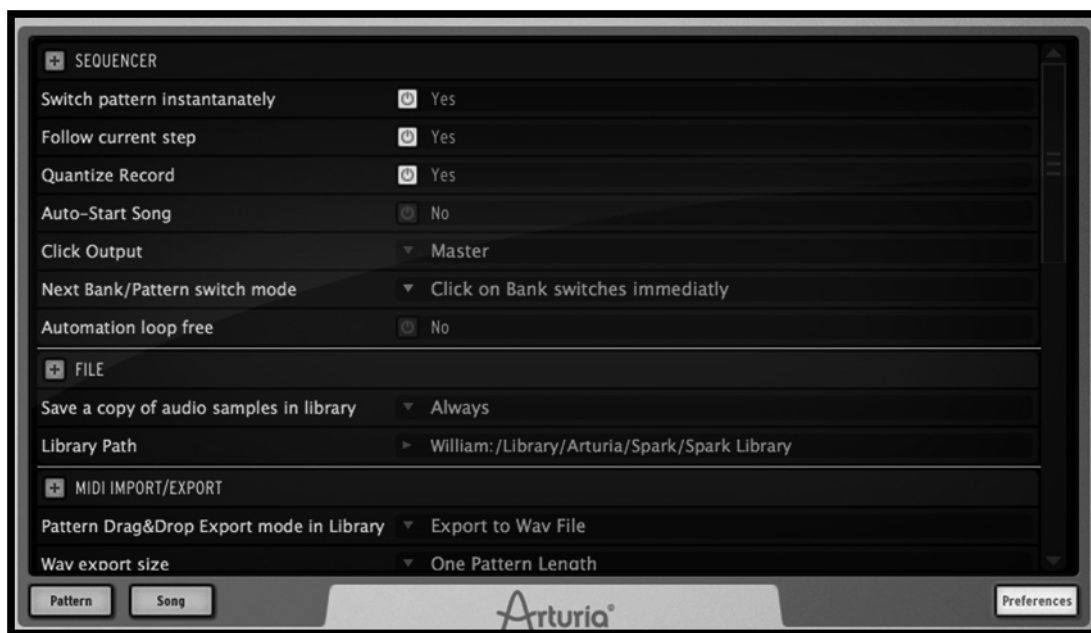 SEQUENCER
Switch pattern instantanately Yes
Follow current step Yes
Quantize Record Yes
Auto-Start Song No
Click Output Master
Next Bank/Pattern switch mode Click on Bank switches immediatly
Automation loop free No
FILE
Save a copy of audio samples in library Always
Library Path William:/Library/Arturia/Spark/Spark Library
MIDI IMPORT/EXPORT
Pattern Drag&Drop Export mode in Library Export to Wav File
Wav export size One Pattern Length
Pattern Song Arturia® Preferences